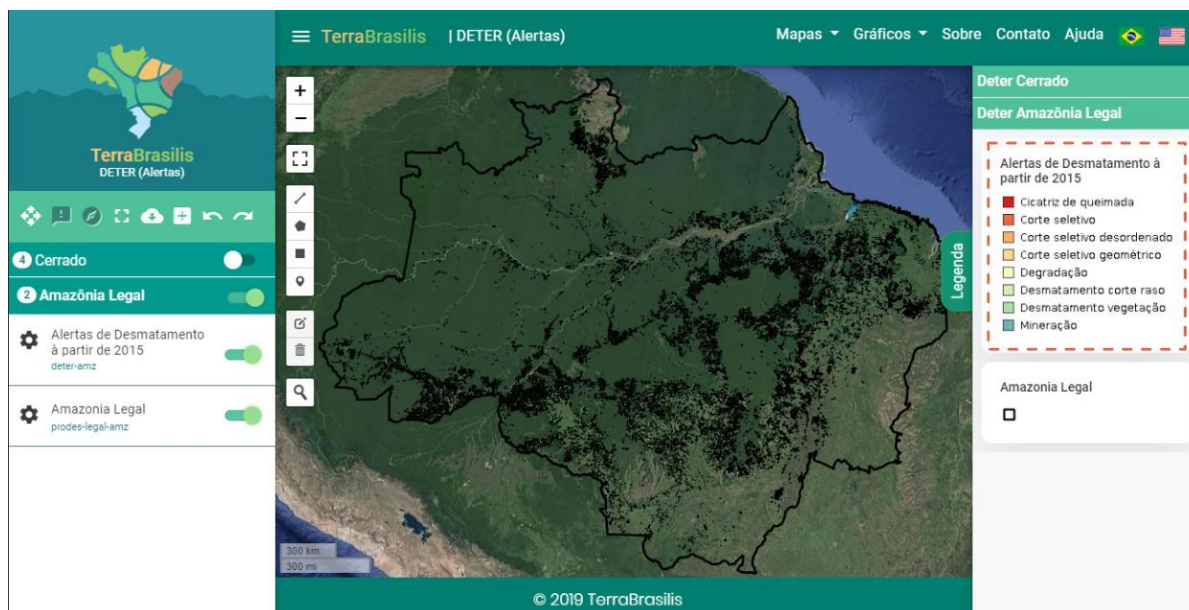 TerraBrasilis
DETER (Alertas)
4 Cerrado
2 Amazônia Legal
Alertas de Desmatamento
à partir de 2015
deter-amz
Amazonia Legal
prodes-legal-amz
TerraBrasilis | DETER (Alertas)
Mapas Gráficos Sobre Contato Ajuda
+
−
300 km
300 mi
Legenda
Deter Cerrado
Deter Amazônia Legal
Alertas de Desmatamento à
partir de 2015
Cicatriz de queimada
Corte seletivo
Corte seletivo desordenado
Corte seletivo geométrico
Degradação
Desmatamento corte raso
Desmatamento vegetação
Mineração
Amazonia Legal
© 2019 TerraBrasilis